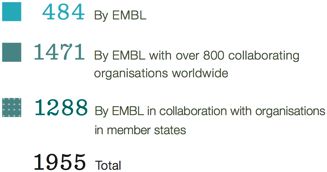 484 By EMBL
1471 By EMBL with over 800 collaborating
organisations worldwide
1288 By EMBL in collaboration with organisations
in member states
1955 Total